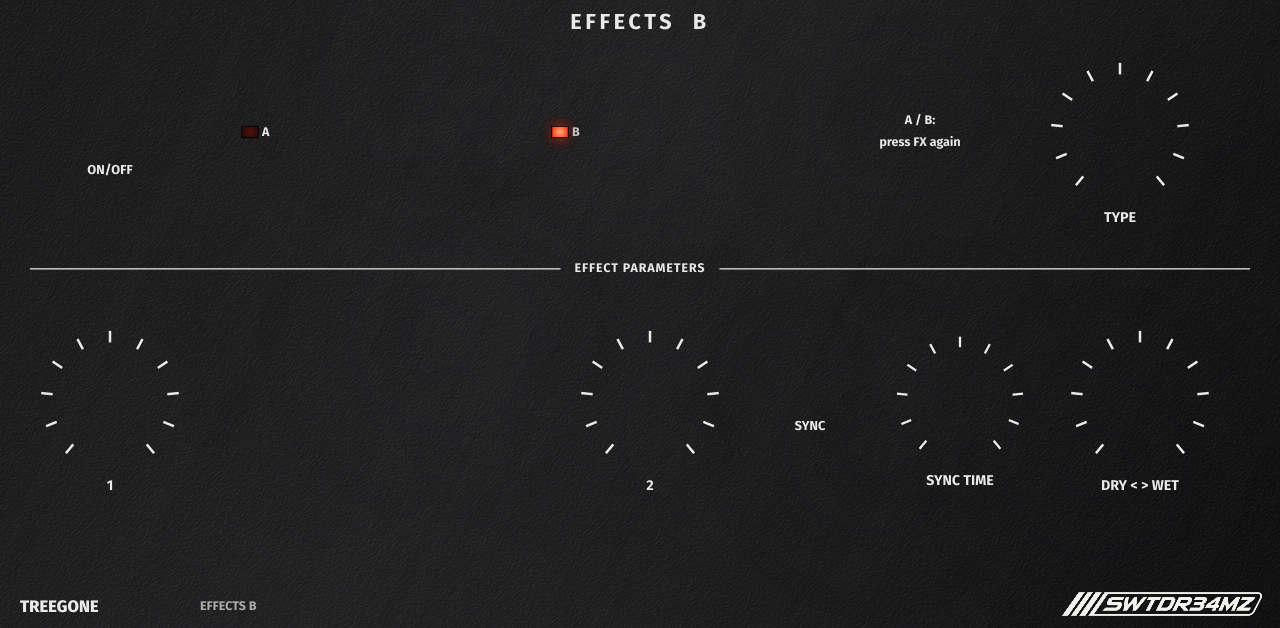 EFFECTS B
A
B
A / B:
press FX again
ON/OFF
TYPE
EFFECT PARAMETERS
SYNC
1
2
SYNC TIME
DRY < > WET
TREEGONE
EFFECTS B
SWTDR34MZ